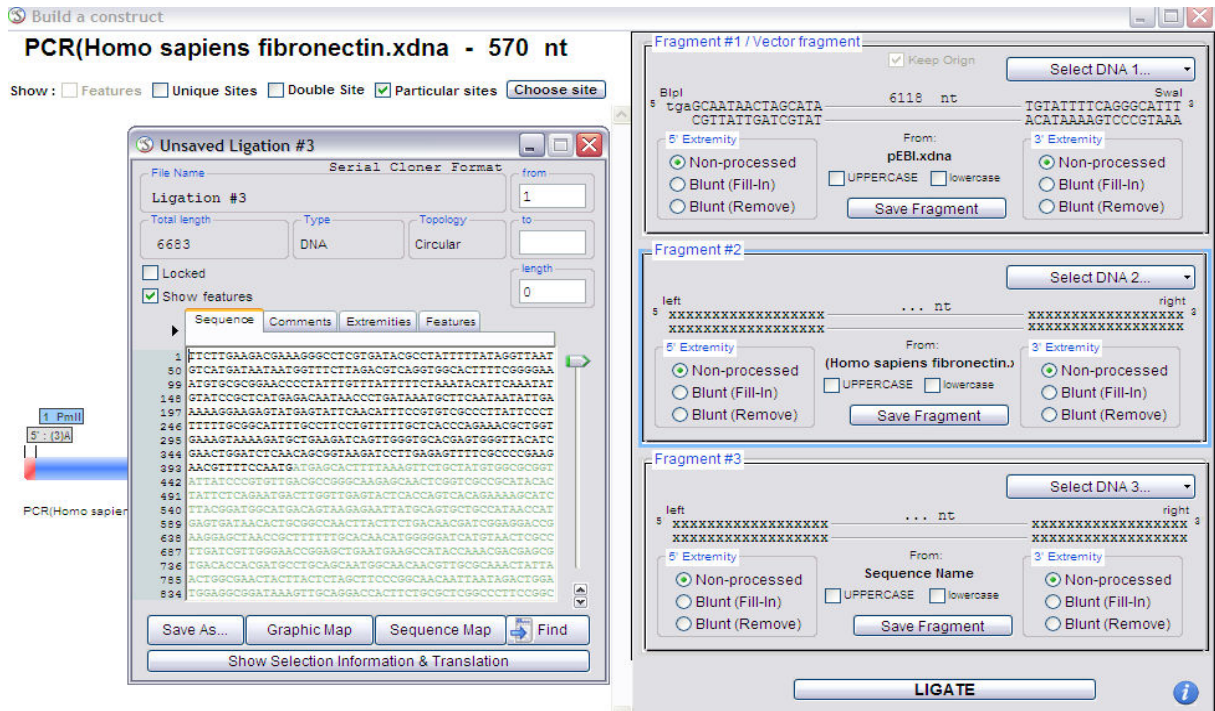 Build a construct
PCR(Homo sapiens fibronectin.xdna - 570 nt
Show : Features Unique Sites Double Site Particular sites Choose site
1 PmlI
5' : (3)A
PCR(Homo sapier
Unsaved Ligation #3
Serial Cloner Format
File Name
from
Ligation #3
1
Total length
Type
Topology
to
6683
DNA
Circular
Locked
length
Show features
0
Sequence Comments Extremities Features
1 TTCTTGAAGACGAAAGGGCCTCGTGATACGCCTATTTTTATAGGTTAAT
50 GTCATGATAATAATGGTTTCTTAGACGTCAGGTGGCACTTTTCGGGGAA
99 ATGTGCGCGGAACCCCTATTTGTTTATTTTTCTAAATACATTCAAATAT
148 GTATCCGCTCATGAGACAATAACCCTGATAAATGCTTCAATAATATTGA
197 AAAAGGAAGAGTATGAGTATTCAACATTTCCGTGTCGCCCTTATTCCCT
246 TTTTTGCGGCATTTTGCCTTCCTGTTTTTGCTCACCCAGAAACGCTGGT
295 GAAAGTAAAAGATGCTGAAGATCAGTTGGGTGCACGAGTGGGTTACATC
344 GAACTGGATCTCAACAGCGGTAAGATCCTTGAGAGTTTTCGCCCCGAAG
393 AACGTTTTCCAATGATGAGCACTTTTAAAGTTCTGCTATGTGGCGCGGT
442 ATTATCCCGTGTTGACGCCGGGCAAGAGCAACTCGGTCGCCGCATACAC
491 TATTCTCAGAATGACTTGGTTGAGTACTCACCAGTCACAGAAAAGCATC
540 TTACGGATGGCATGACAGTAAGAGAATTATGCAGTGCTGCCATAACCAT
589 GAGTGATAACACTGCGGCCAACTTACTTCTGACAACGATCGGAGGACCG
638 AAGGAGCTAACCGCTTTTTTGCACAACATGGGGGATCATGTAACTCGCC
687 TTGATCGTTGGGAACCGGAGCTGAATGAAGCCATACCAAACGACGAGCG
736 TGACACCACGATGCCTGCAGCAATGGCAACAACGTTGCGCAAACTATTA
785 ACTGGCGAACTACTTACTCTAGCTTCCCGGCAACAATTAATAGACTGGA
834 TGGAGGCGGATAAAGTTGCAGGACCACTTCTGCGCTCGGCCCTTCCGGC
Save As... Graphic Map Sequence Map Find
Show Selection Information & Translation
Fragment #1 / Vector fragment
Keep Orign
Select DNA 1...
BlpI
6118 nt
SwaI
5 tgaGCAATAACTAGCATA
TGTATTTTCAGGGCATTT 3
CGTTATTGATCGTAT
ACATAAAAGTCCCGTAAA
5' Extremity
From:
3' Extremity
Non-processed
pEBI.xdna
Non-processed
Blunt (Fill-In)
UPPERCASE lowercase
Blunt (Fill-In)
Blunt (Remove)
Save Fragment
Blunt (Remove)
Fragment #2
Select DNA 2...
left
... nt
right
5 xxxxxxxxxxxxxxxxxx
xxxxxxxxxxxxxxxxxx 3
xxxxxxxxxxxxxxxxxx
xxxxxxxxxxxxxxxxxx
5' Extremity
From:
3' Extremity
Non-processed
(Homo sapiens fibronectin.x
Non-processed
Blunt (Fill-In)
UPPERCASE lowercase
Blunt (Fill-In)
Blunt (Remove)
Save Fragment
Blunt (Remove)
Fragment #3
Select DNA 3...
left
... nt
right
5 xxxxxxxxxxxxxxxxxx
xxxxxxxxxxxxxxxxxx 3
xxxxxxxxxxxxxxxxxx
xxxxxxxxxxxxxxxxxx
5' Extremity
From:
3' Extremity
Non-processed
Sequence Name
Non-processed
Blunt (Fill-In)
UPPERCASE lowercase
Blunt (Fill-In)
Blunt (Remove)
Save Fragment
Blunt (Remove)
LIGATE